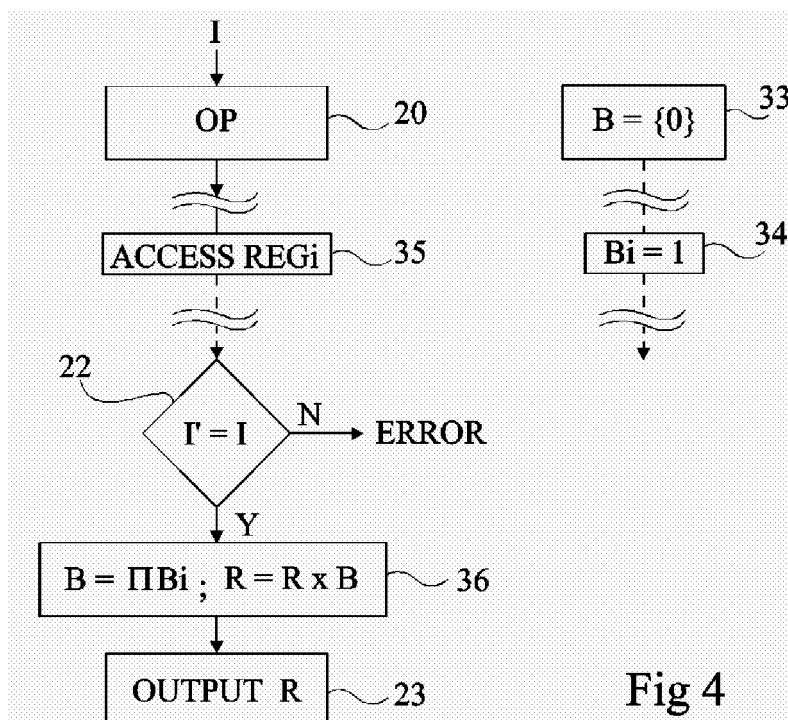 I
OP
20
B = {0}
33
ACCESS REGi
35
Bi = 1
34
22
I' = I
N
ERROR
Y
B = ΠBi ; R = R x B
36
OUTPUT R
23
Fig 4